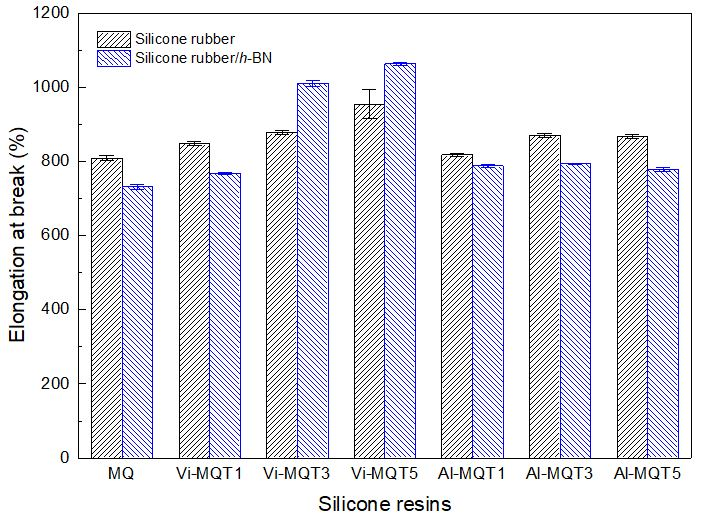 1200
1000
800
600
400
200
0
Elongation at break (%)
Silicone rubber
Silicone rubber/h-BN
MQ Vi-MQT1 Vi-MQT3 Vi-MQT5 Al-MQT1 Al-MQT3 Al-MQT5
Silicone resins